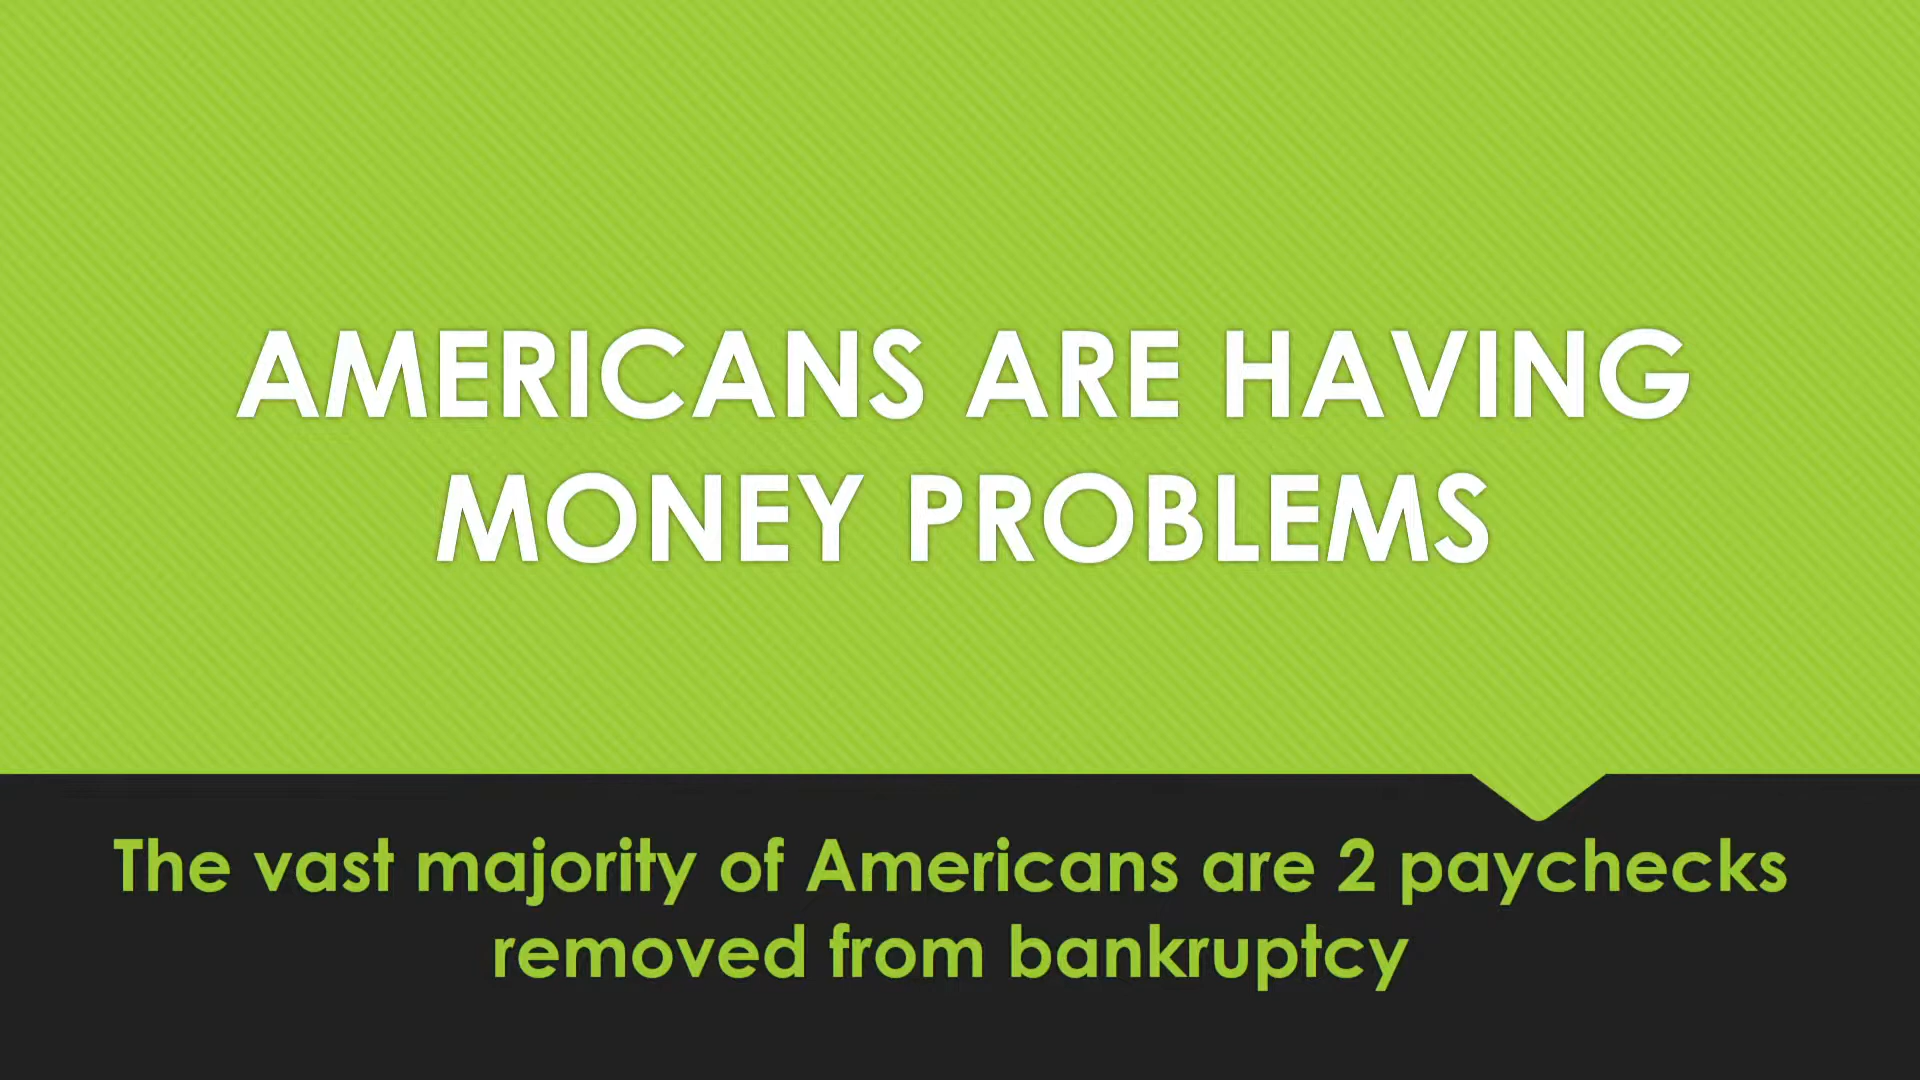 AMERICANS ARE HAVING
MONEY PROBLEMS
The vast majority of Americans are 2 paychecks
removed from bankruptcy